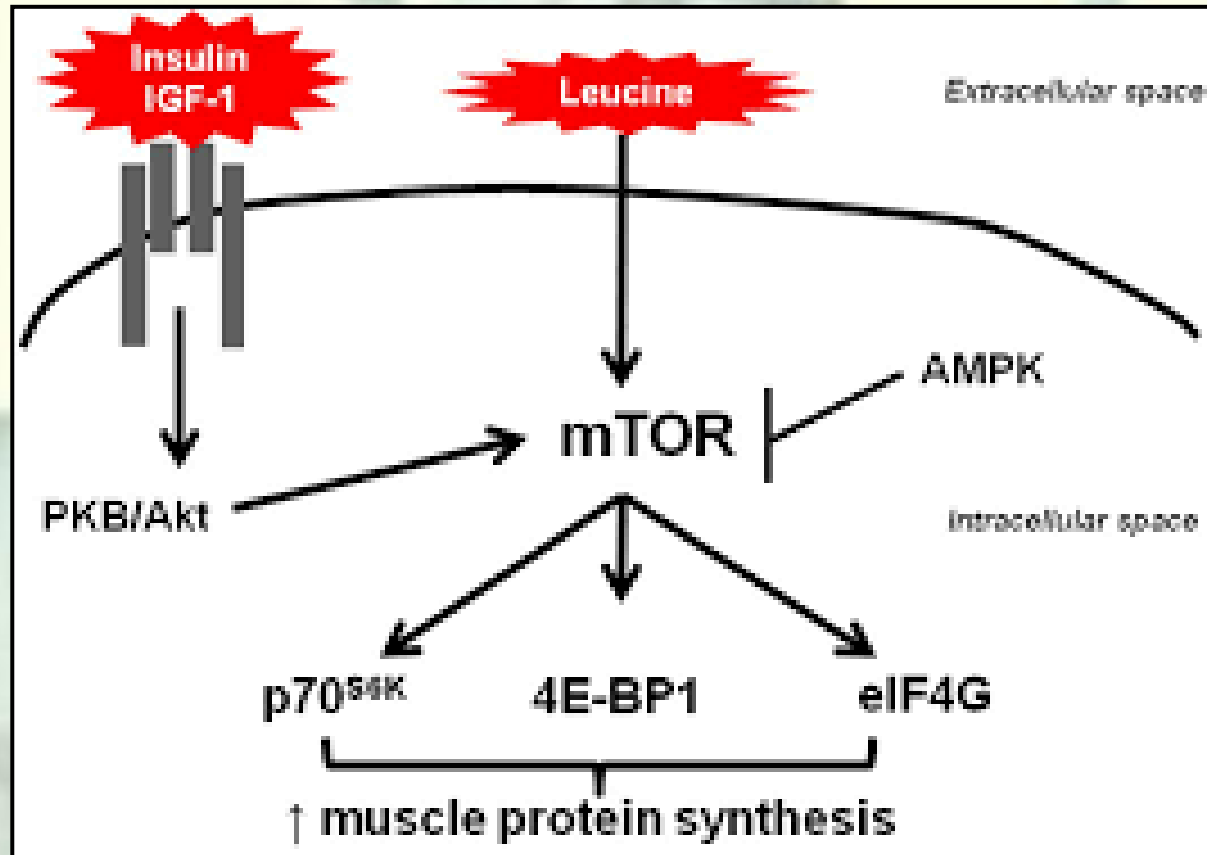 Insulin
IGF-1
Leucine
Extracellular space
AMPK
mTOR
PKB/Akt
Intracellular space
p70S6K
4E-BP1
eIF4G
↑ muscle protein synthesis